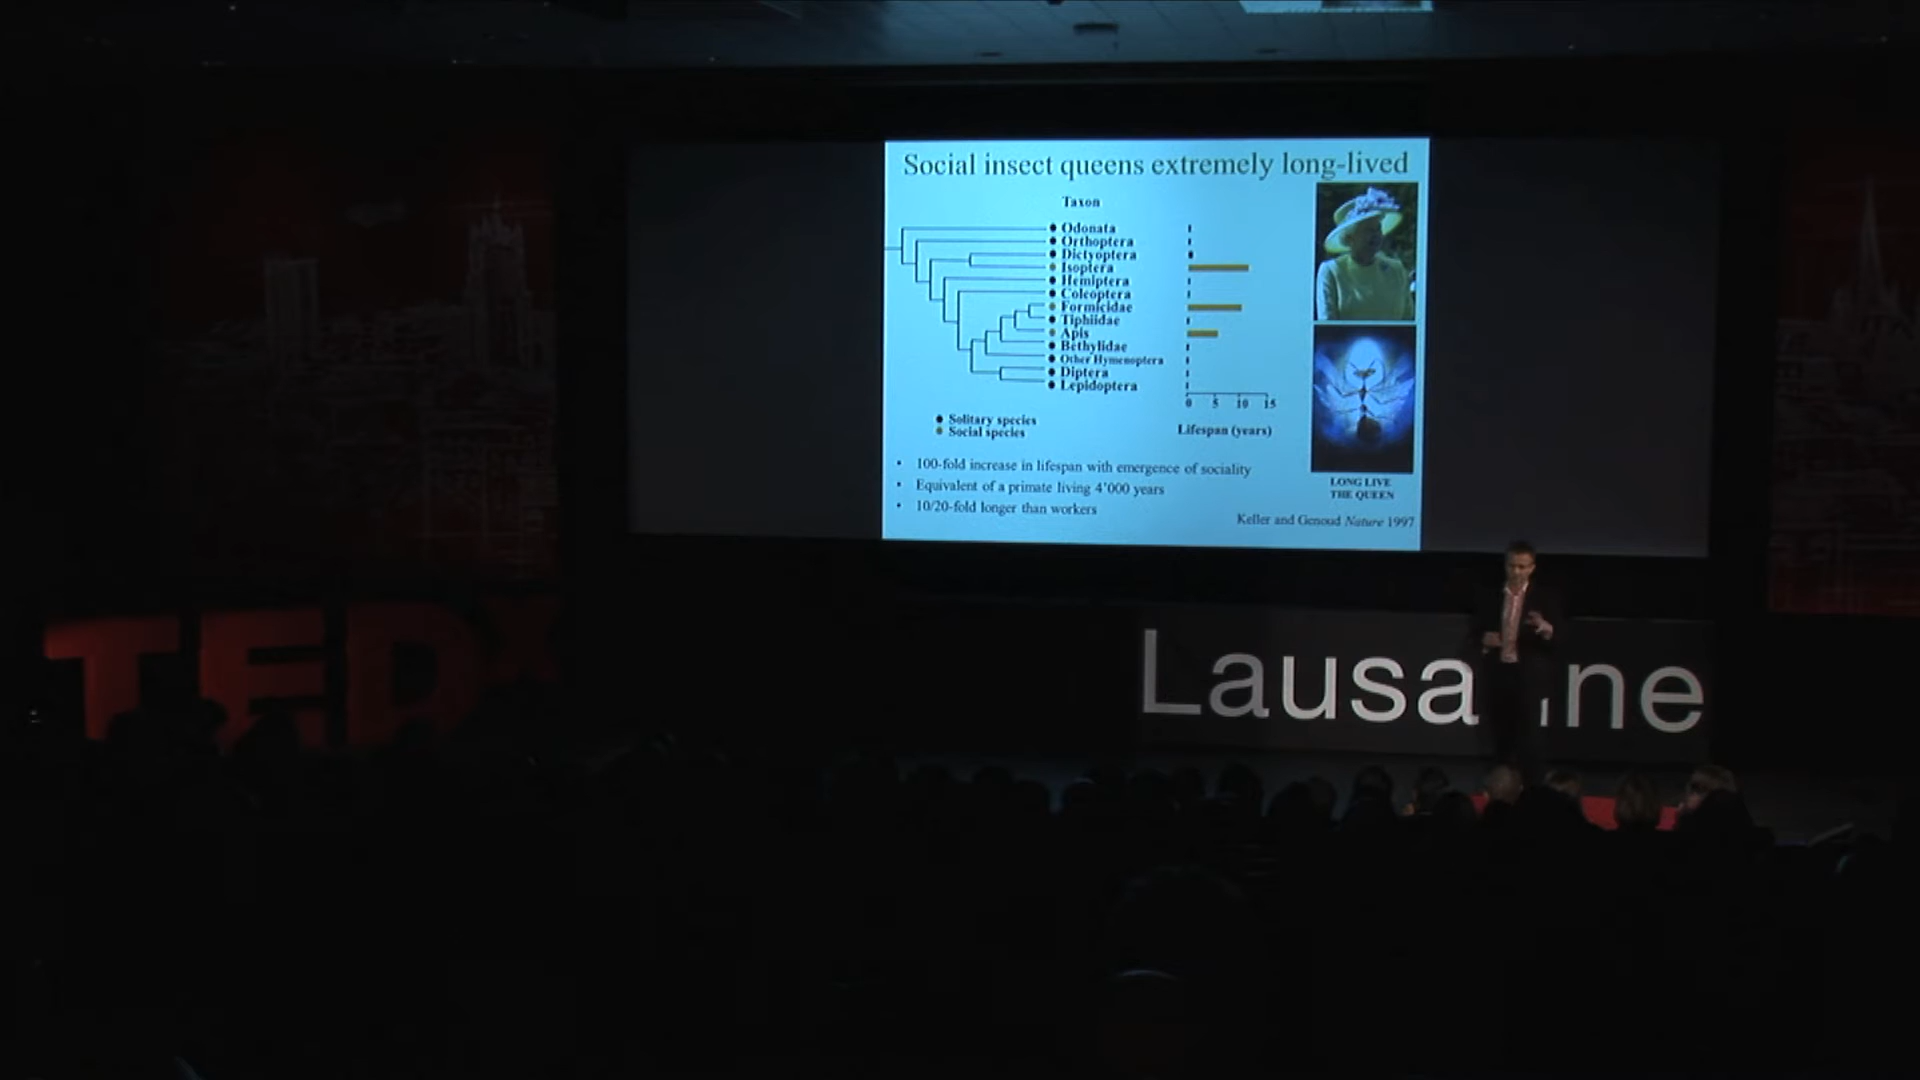 Social insect queens extremely long-lived
Taxon
Odonata
Orthoptera
Dictyoptera
Isoptera
Hemiptera
Coleoptera
Formicidae
Tiphiidae
Apis
Bethylidae
Other Hymenoptera
Diptera
Lepidoptera
0 5 10 15
Lifespan (years)
Solitary species
Social species
• 100-fold increase in lifespan with emergence of sociality
• Equivalent of a primate living 4'000 years
• 10/20-fold longer than workers
LONG LIVE
THE QUEEN
Keller and Genoud Nature 1997
TEDx
Lausanne